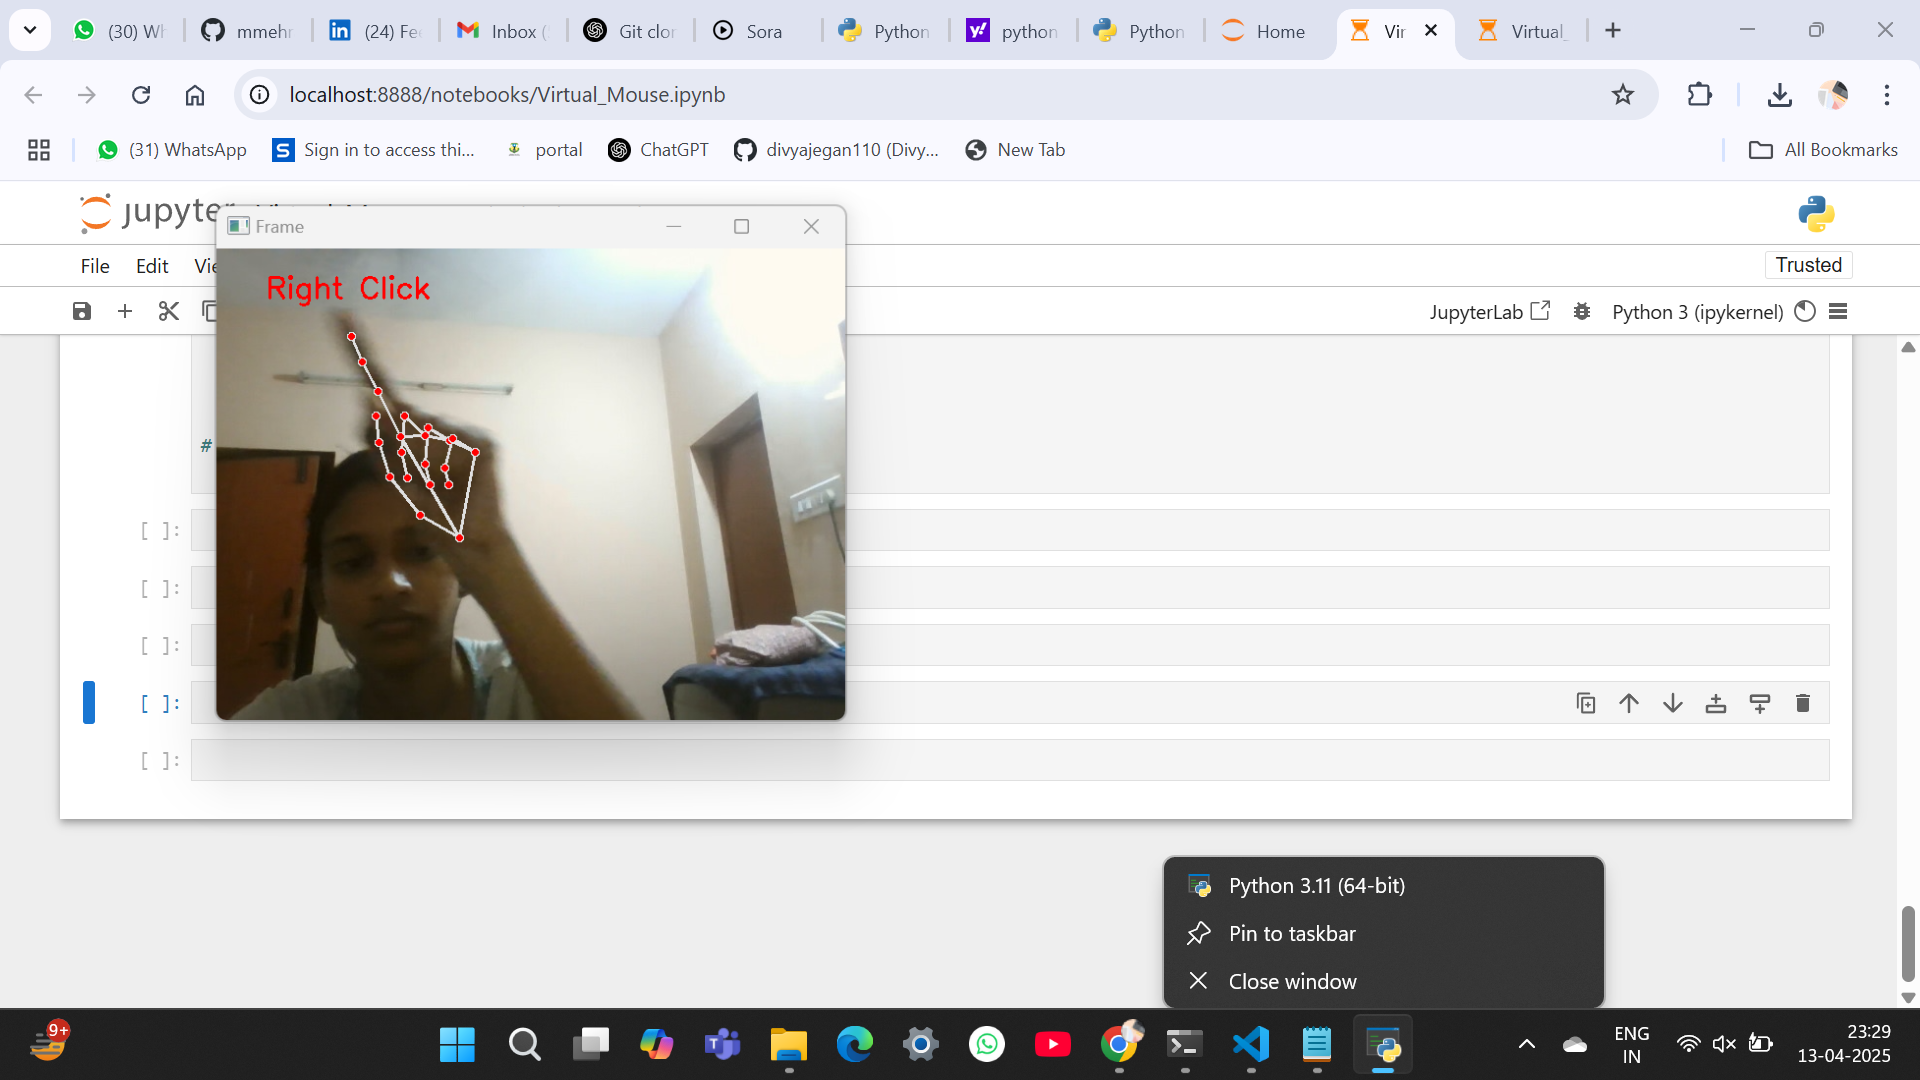 (30) Wh
mmehr
(24) Fee
Inbox (
Git clor
Sora
Python
python
Python
Home
Vir
Virtual_
localhost:8888/notebooks/Virtual_Mouse.ipynb
(31) WhatsApp
Sign in to access thi...
portal
ChatGPT
divyajegan110 (Divy...
New Tab
All Bookmarks
jupyter
Frame
File Edit Vie
Trusted
Right Click
JupyterLab
Python 3 (ipykernel)
#
[ ]:
[ ]:
[ ]:
[ ]:
[ ]:
Python 3.11 (64-bit)
Pin to taskbar
Close window
9+
ENG
IN
23:29
13-04-2025